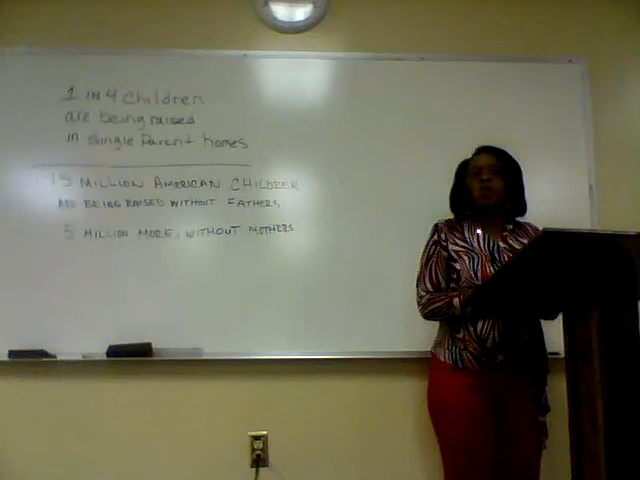 1 in 4 children
are being raised
in single Parent homes
15 MILLION AMERICAN CHILDREN
ARE BEING RAISED WITHOUT FATHERS
5 MILLION MORE, WITHOUT MOTHERS